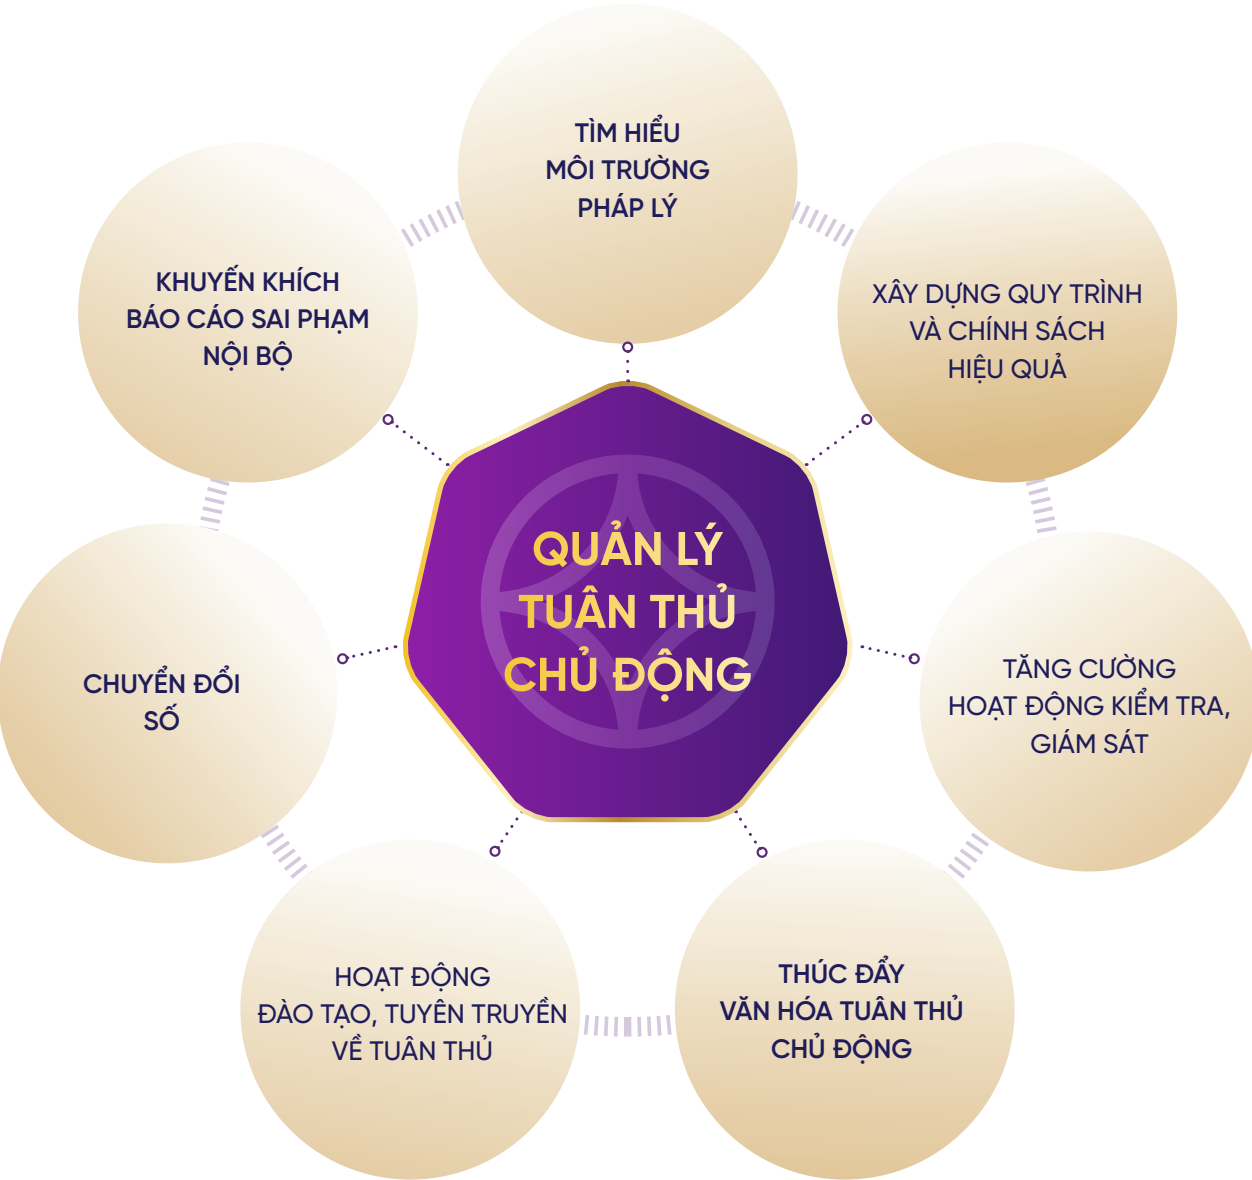 TÌM HIỂU
MÔI TRƯỜNG
PHÁP LÝ
XÂY DỰNG QUY TRÌNH
VÀ CHÍNH SÁCH
HIỆU QUẢ
TĂNG CƯỜNG
HOẠT ĐỘNG KIỂM TRA,
GIÁM SÁT
THÚC ĐẨY
VĂN HÓA TUÂN THỦ
CHỦ ĐỘNG
HOẠT ĐỘNG
ĐÀO TẠO, TUYÊN TRUYỀN
VỀ TUÂN THỦ
CHUYỂN ĐỔI
SỐ
KHUYẾN KHÍCH
BÁO CÁO SAI PHẠM
NỘI BỘ
QUẢN LÝ
TUÂN THỦ
CHỦ ĐỘNG